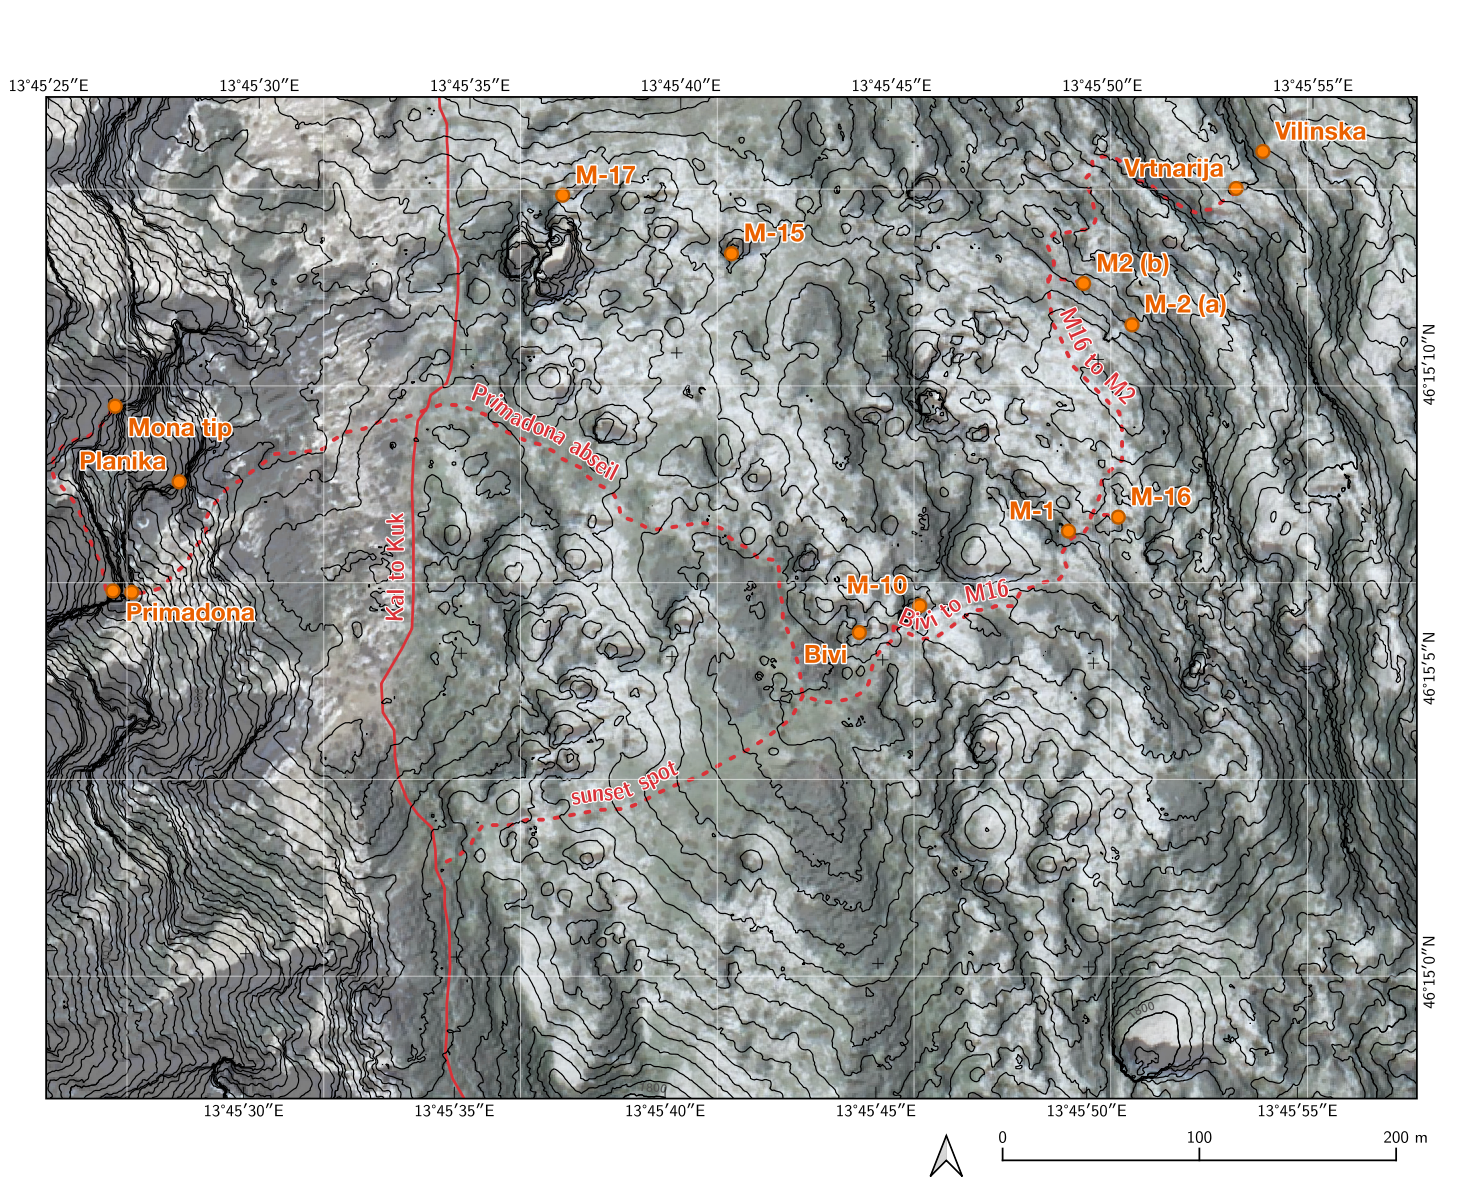 13°45′25″E 13°45′30″E 13°45′35″E 13°45′40″E 13°45′45″E 13°45′50″E 13°45′55″E
Vilinska
Vrtnarija
M-17
M-15
M2 (b)
M-2 (a)
M16 to M2
46°15′10″N
Primadona abseil
Mona tip
Planika
M-16
M-1
Kal to Kuk
M-10
Bivi to M16
Primadona
Bivi
46°15′5″N
sunset spot
46°15′0″N
1800
1800
13°45′30″E 13°45′35″E 13°45′40″E 13°45′45″E 13°45′50″E 13°45′55″E
0 100 200 m